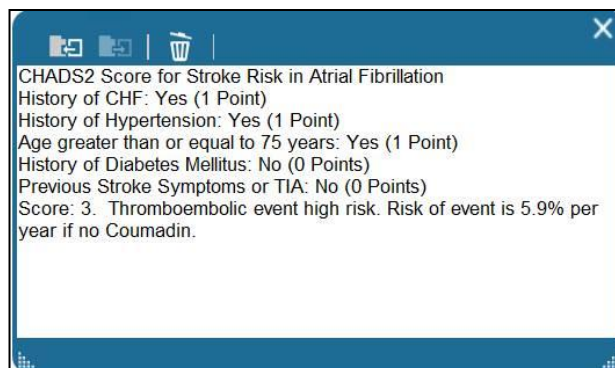 CHADS2 Score for Stroke Risk in Atrial Fibrillation
History of CHF: Yes (1 Point)
History of Hypertension: Yes (1 Point)
Age greater than or equal to 75 years: Yes (1 Point)
History of Diabetes Mellitus: No (0 Points)
Previous Stroke Symptoms or TIA: No (0 Points)
Score: 3.  Thromboembolic event high risk. Risk of event is 5.9% per
year if no Coumadin.